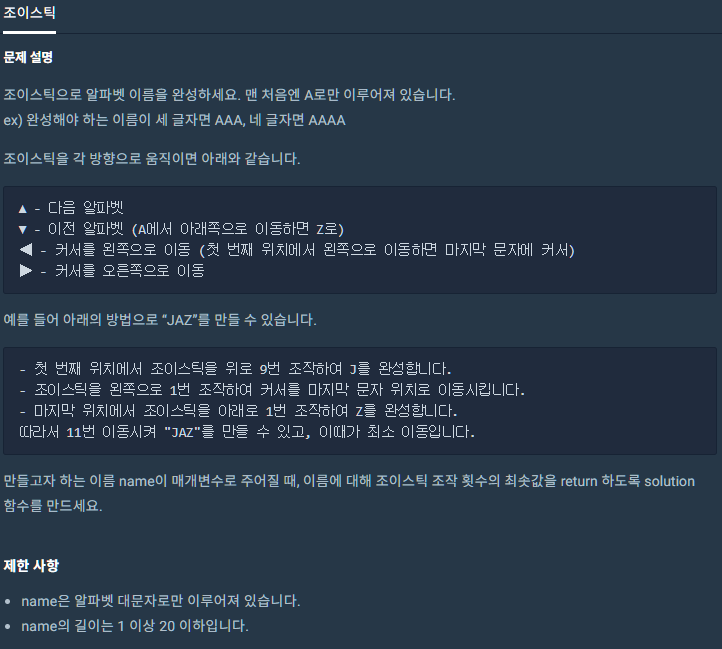 조이스틱
문제 설명
조이스틱으로 알파벳 이름을 완성하세요. 맨 처음엔 A로만 이루어져 있습니다.
ex) 완성해야 하는 이름이 세 글자면 AAA, 네 글자면 AAAA
조이스틱을 각 방향으로 움직이면 아래와 같습니다.
▲ - 다음 알파벳
▼ - 이전 알파벳 (A에서 아래쪽으로 이동하면 Z로)
◀ - 커서를 왼쪽으로 이동 (첫 번째 위치에서 왼쪽으로 이동하면 마지막 문자에 커서)
▶ - 커서를 오른쪽으로 이동
예를 들어 아래의 방법으로 “JAZ”를 만들 수 있습니다.
- 첫 번째 위치에서 조이스틱을 위로 9번 조작하여 J를 완성합니다.
- 조이스틱을 왼쪽으로 1번 조작하여 커서를 마지막 문자 위치로 이동시킵니다.
- 마지막 위치에서 조이스틱을 아래로 1번 조작하여 Z를 완성합니다.
따라서 11번 이동시켜 "JAZ"를 만들 수 있고, 이때가 최소 이동입니다.
만들고자 하는 이름 name이 매개변수로 주어질 때, 이름에 대해 조이스틱 조작 횟수의 최솟값을 return 하도록 solution
함수를 만드세요.
제한 사항
• name은 알파벳 대문자로만 이루어져 있습니다.
• name의 길이는 1 이상 20 이하입니다.